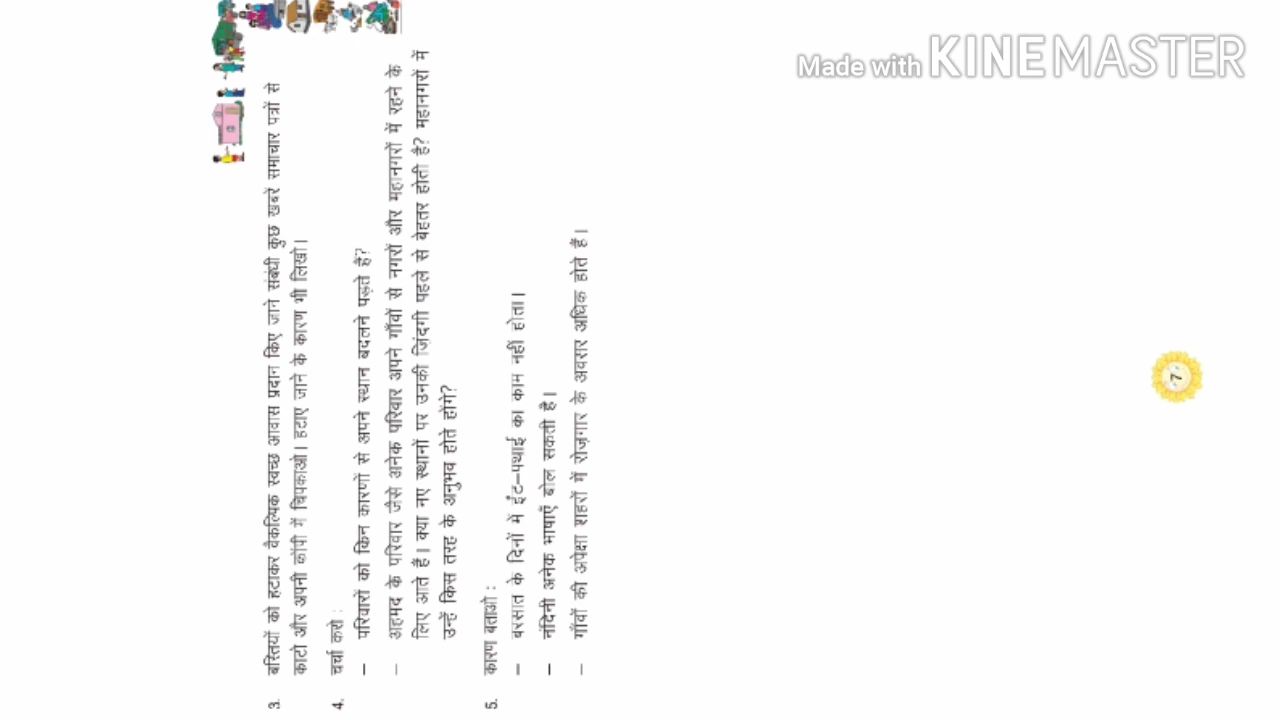 3. बस्तियों को हटाकर वैकल्पिक स्वच्छ आवास प्रदान किए जाने संबंधी कुछ खबरें समाचार पत्रों से
काटो और अपनी कॉपी में चिपकाओ। हटाए जाने के कारण भी लिखो।
4. चर्चा करो :
– परिवारों को किन कारणों से अपने स्थान बदलने पड़ते हैं?
– अहमद के परिवार जैसे अनेक परिवार अपने गाँवों से नगरों और महानगरों में रहने के
लिए आते हैं। क्या नए स्थानों पर उनकी ज़िंदगी पहले से बेहतर होती है? महानगरों में
उन्हें किस तरह के अनुभव होते होंगे?
5. कारण बताओ :
– बरसात के दिनों में ईंट-पथाई का काम नहीं होता।
– नंदिनी अनेक भाषाएँ बोल सकती है।
– गाँवों की अपेक्षा शहरों में रोज़गार के अवसर अधिक होते हैं।
7
Made with KINEMASTER